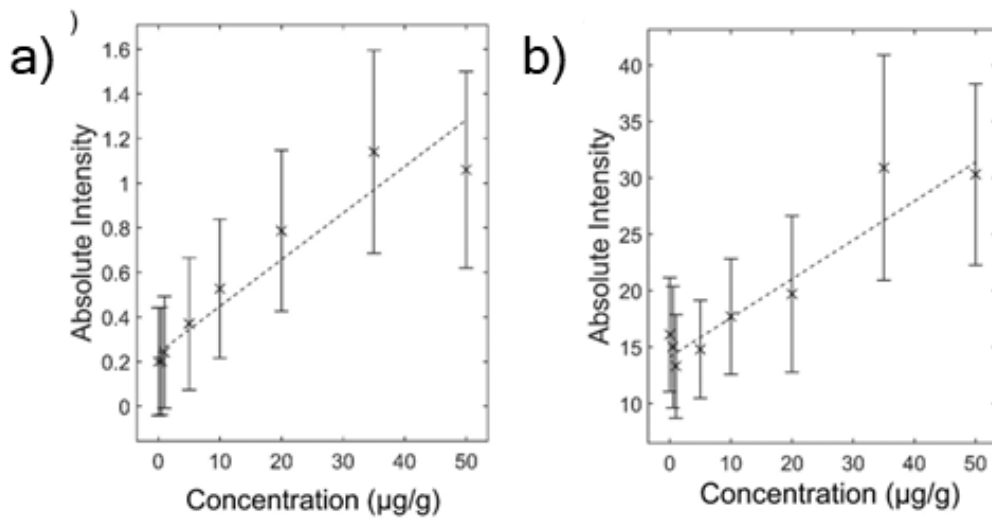 )
a)
Absolute Intensity
1.6
1.4
1.2
1
0.8
0.6
0.4
0.2
0
0 10 20 30 40 50
Concentration (µg/g)
b)
Absolute Intensity
40
35
30
25
20
15
10
0 10 20 30 40 50
Concentration (µg/g)